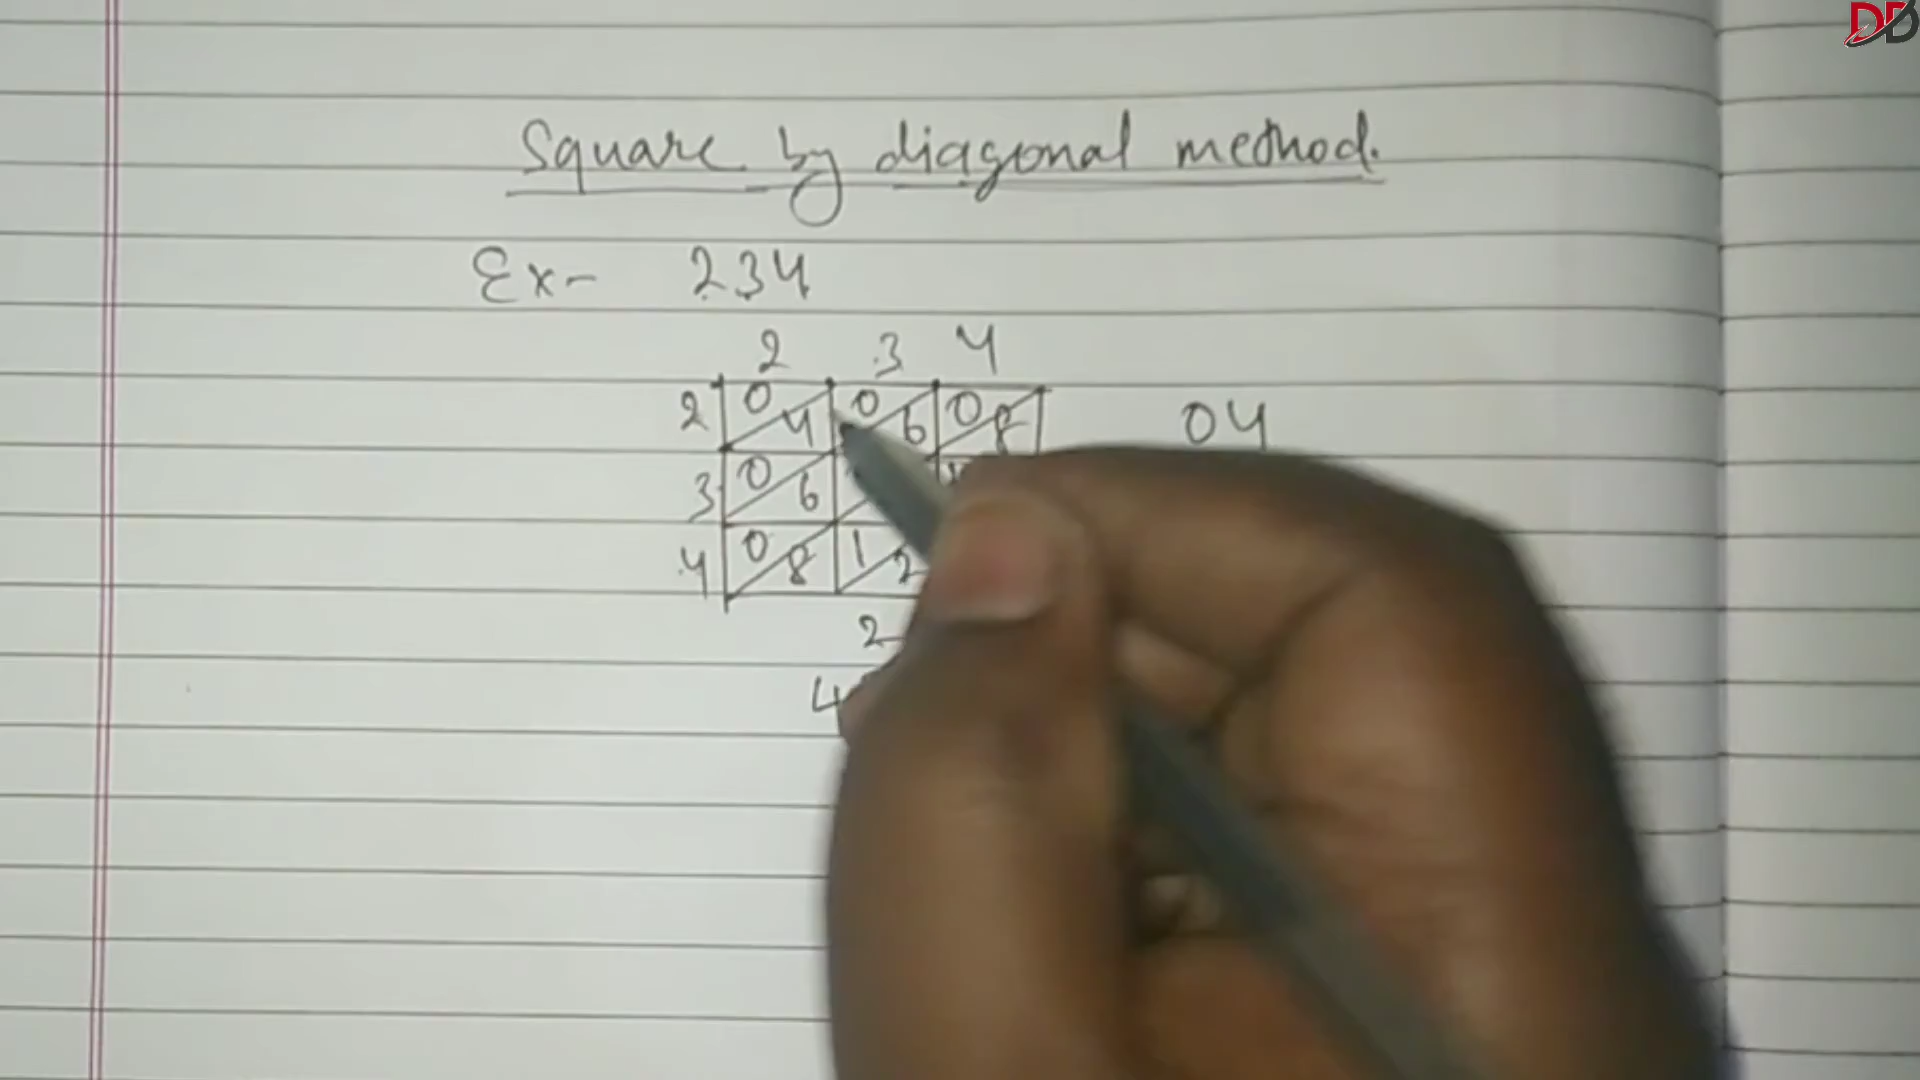 DD
Square by diagonal method.
Ex- 234
2 3 4
2 0 4 0 6 0 8 04
3 0 6
4 0 8 1 2
2
4